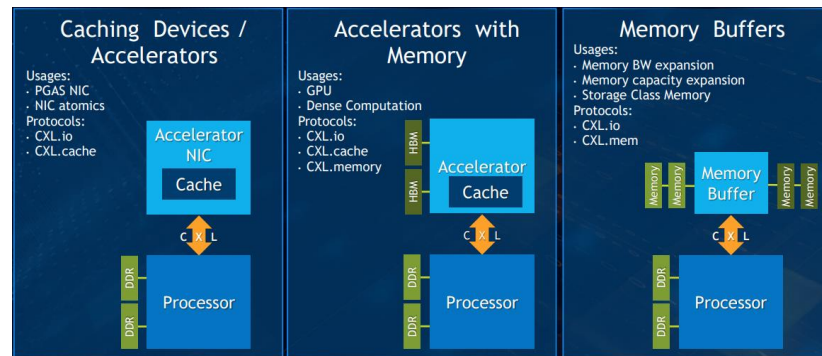 Caching Devices /
Accelerators
Usages:
· PGAS NIC
· NIC atomics
Protocols:
· CXL.io
· CXL.cache
Accelerator
NIC
Cache
C X L
DDR
DDR
Processor
Accelerators with
Memory
Usages:
· GPU
· Dense Computation
Protocols:
· CXL.io
· CXL.cache
· CXL.memory
HBM
HBM
Accelerator
Cache
C X L
DDR
DDR
Processor
Memory Buffers
Usages:
· Memory BW expansion
· Memory capacity expansion
· Storage Class Memory
Protocols:
· CXL.io
· CXL.mem
Memory
Memory
Memory
Buffer
Memory
Memory
C X L
DDR
DDR
Processor